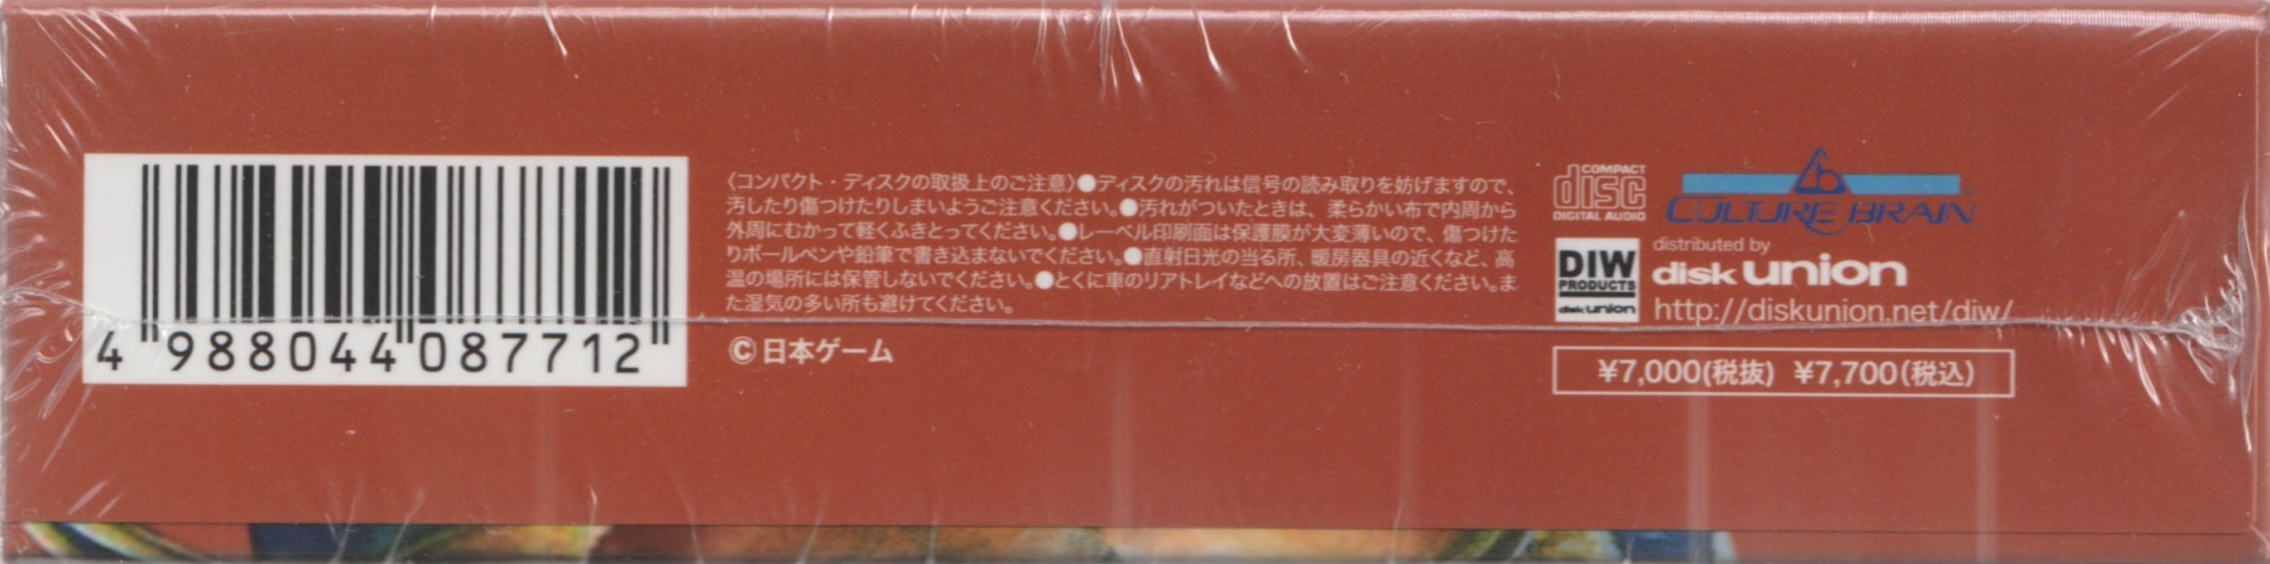 4 988044 087712
〈コンパクト・ディスクの取扱上のご注意〉●ディスクの汚れは信号の読み取りを妨げますので、
汚したり傷つけたりしまいようご注意ください。●汚れがついたときは、柔らかい布で内周から
外周にむかって軽くふきとってください。●レーベル印刷面は保護膜が大変薄いので、傷つけた
りボールペンや鉛筆で書き込まないでください。●直射日光の当る所、暖房器具の近くなど、高
温の場所には保管しないでください。●とくに車のリアトレイなどへの放置はご注意ください。ま
た湿気の多い所も避けてください。
©日本ゲーム
COMPACT
disc
DIGITAL AUDIO
CULTURE BRAIN
DIW
PRODUCTS
disk union
distributed by
disk union
http://diskunion.net/diw/
¥7,000(税抜) ¥7,700(税込)